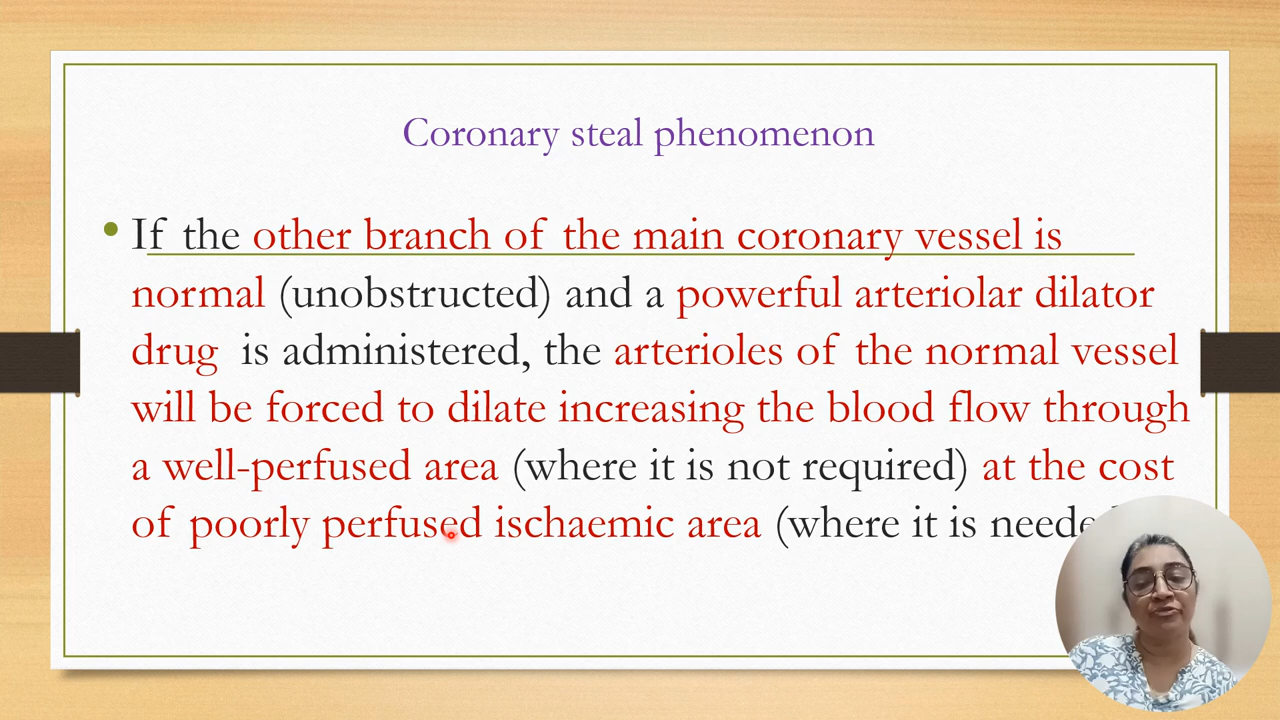 Coronary steal phenomenon
• If the other branch of the main coronary vessel is
normal (unobstructed) and a powerful arteriolar dilator
drug is administered, the arterioles of the normal vessel
will be forced to dilate increasing the blood flow through
a well-perfused area (where it is not required) at the cost
of poorly perfused ischaemic area (where it is